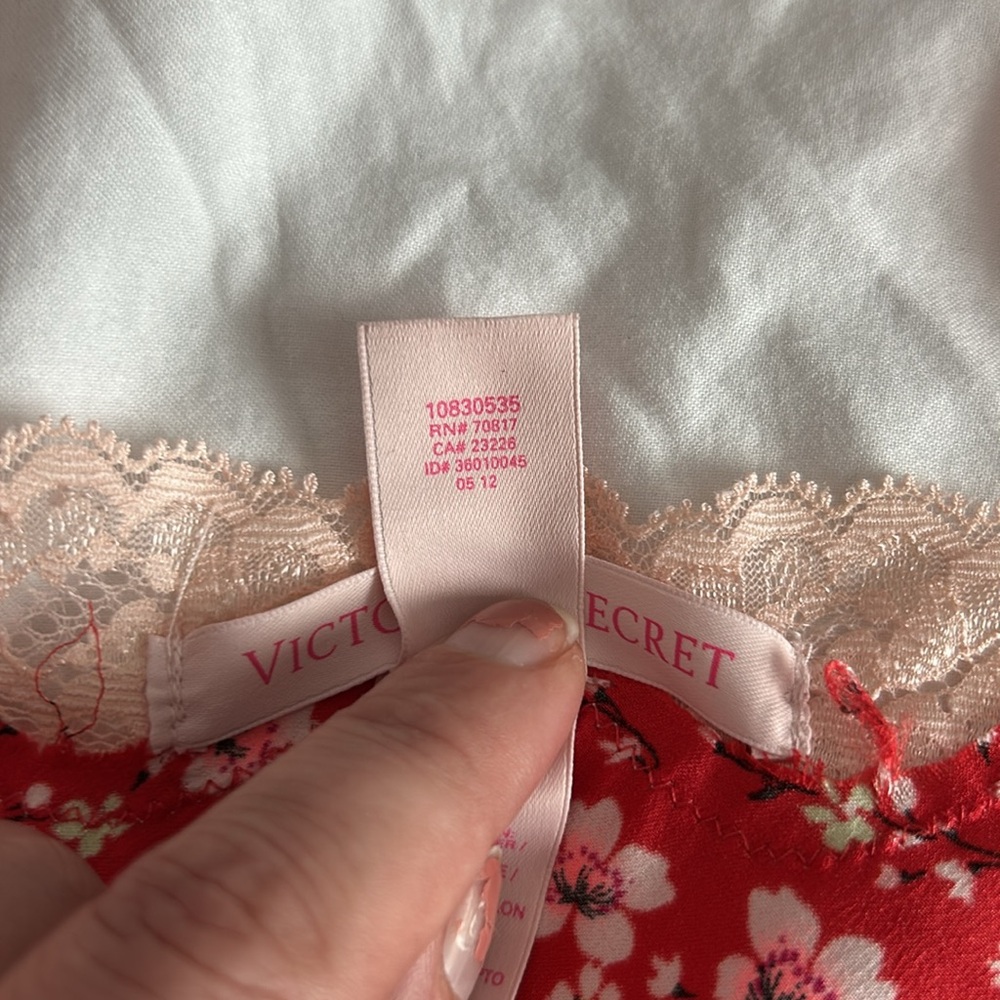 10830535
RN# 70817
CA# 23226
ID# 36010045
05 12
VICTO ECRET